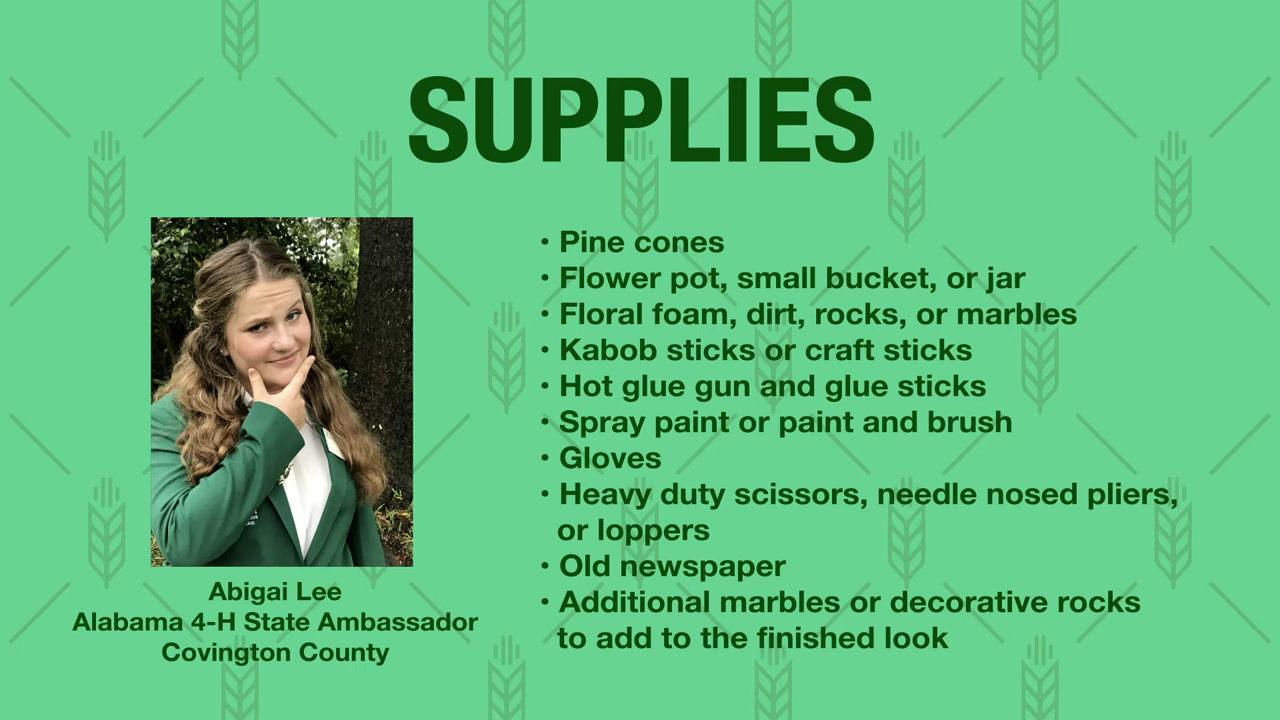 SUPPLIES
• Pine cones
• Flower pot, small bucket, or jar
• Floral foam, dirt, rocks, or marbles
• Kabob sticks or craft sticks
• Hot glue gun and glue sticks
• Spray paint or paint and brush
• Gloves
• Heavy duty scissors, needle nosed pliers,
or loppers
• Old newspaper
• Additional marbles or decorative rocks
to add to the finished look
Abigai Lee
Alabama 4-H State Ambassador
Covington County